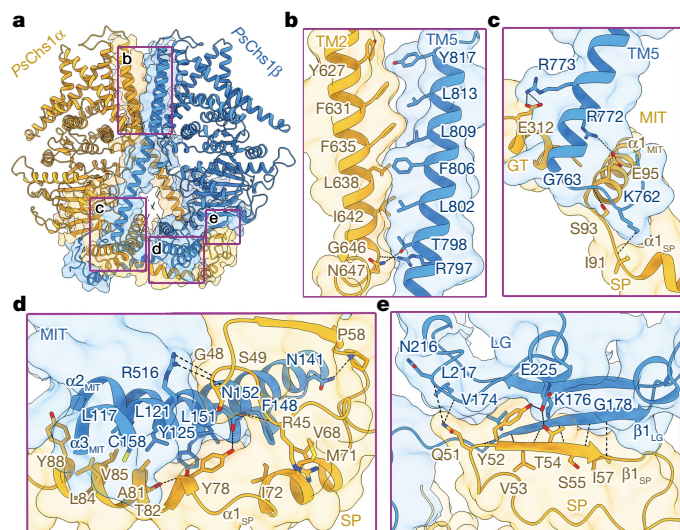 a
PsChs1α
PsChs1β
b
c
d
e
b
TM2
TM5
Y627
Y817
F631
L813
F635
L809
L638
F806
I642
L802
G646
T798
N647
R797
c
TM5
R773
MIT
R772
E312
α1MIT
GT
G763
E95
K762
S93
α1SP
I91
SP
d
MIT
G48
S49
P58
R516
N141
α2MIT
N152
L117
L121
L151
F148
α3MIT
C158
Y125
R45
V68
Y88
V85
M71
L84
A81
Y78
I72
T82
α1SP
SP
e
N216
LG
L217
E225
V174
K176
G178
β1LG
Q51
Y52
T54
β1SP
V53
S55
I57
SP